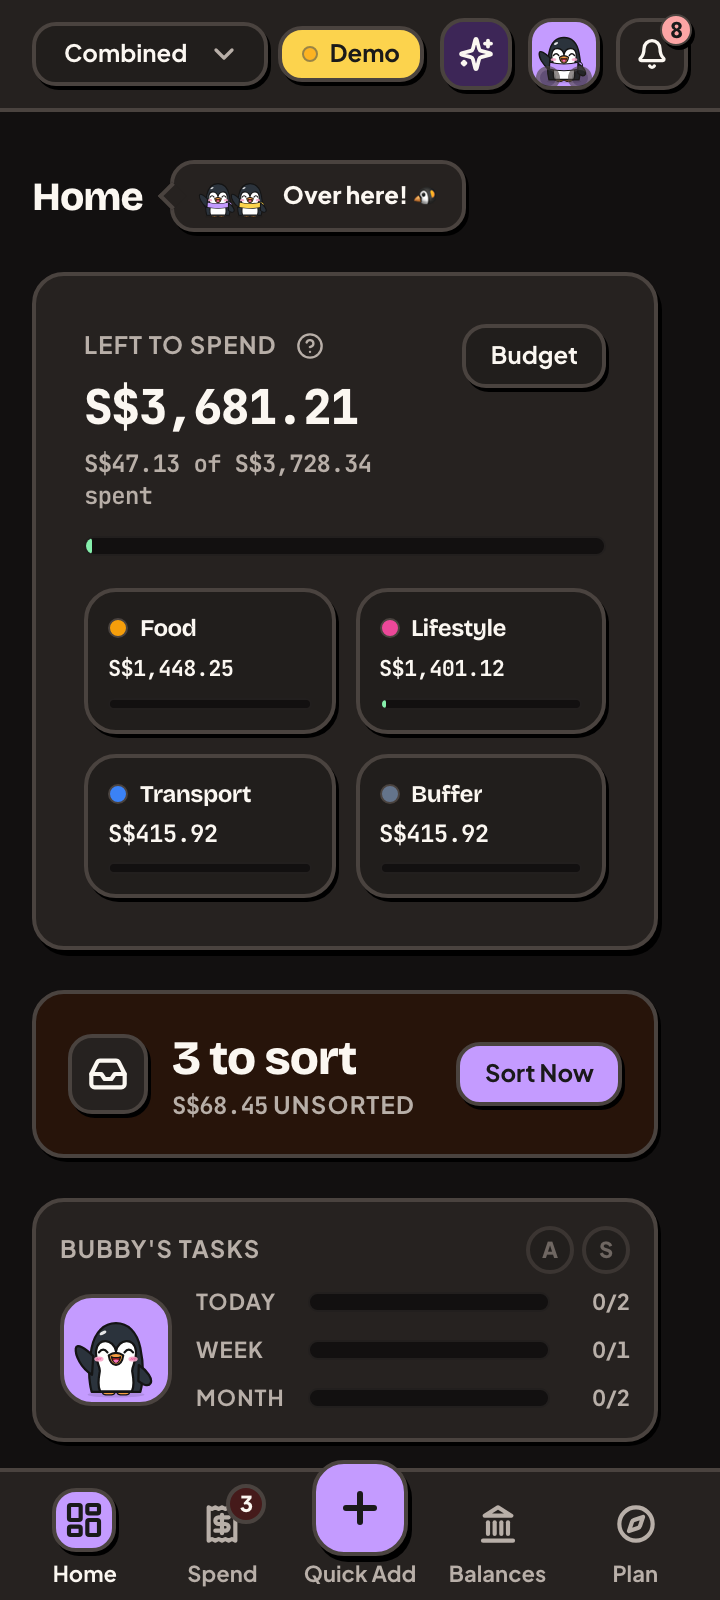 Combined
Demo
8
Home
Over here!
LEFT TO SPEND
Budget
S$3,681.21
S$47.13 of S$3,728.34
spent
Food
S$1,448.25
Lifestyle
S$1,401.12
Transport
S$415.92
Buffer
S$415.92
3 to sort
S$68.45 UNSORTED
Sort Now
BUBBY'S TASKS
A
S
TODAY
0/2
WEEK
0/1
MONTH
0/2
3
Home
Spend
Quick Add
Balances
Plan